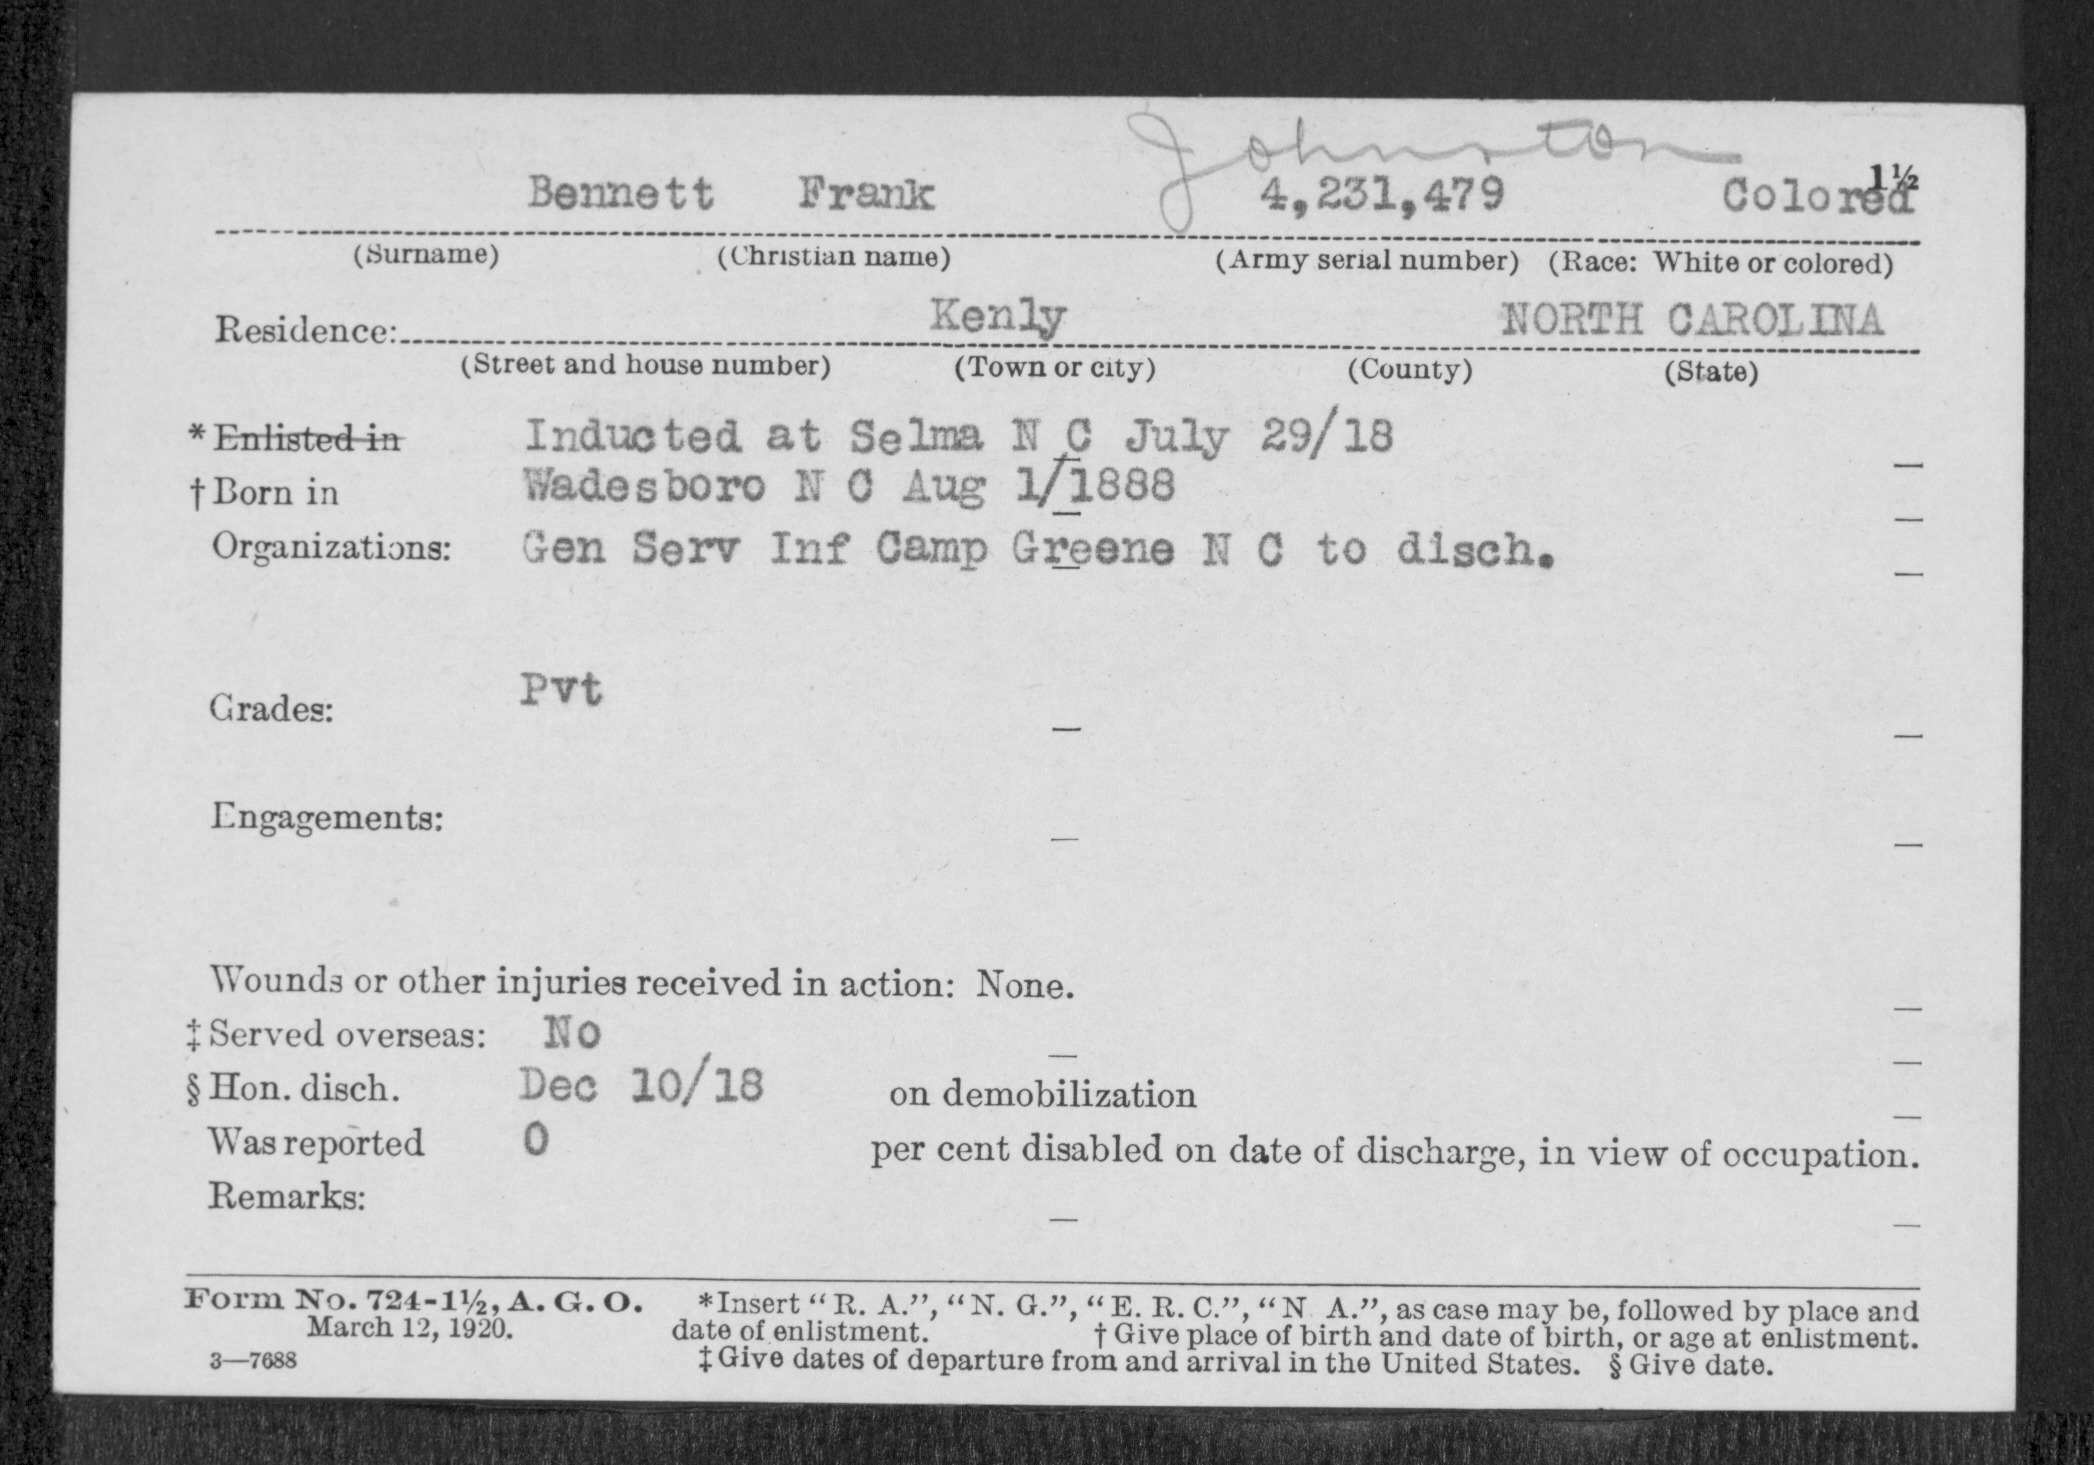 Johnston
1½
Bennett Frank 4,231,479 Colored
(Surname) (Christian name) (Army serial number) (Race: White or colored)
Residence: Kenly NORTH CAROLINA
(Street and house number) (Town or city) (County) (State)
* Enlisted in Inducted at Selma N C July 29/18
† Born in Wadesboro N C Aug 1/1888
Organizations: Gen Serv Inf Camp Greene N C to disch.
Grades: Pvt
Engagements:
Wounds or other injuries received in action: None.
‡ Served overseas: No
§ Hon. disch. Dec 10/18 on demobilization
Was reported 0 per cent disabled on date of discharge, in view of occupation.
Remarks:
Form No. 724-1½, A. G. O. *Insert "R. A.", "N. G.", "E. R. C.", "N A.", as case may be, followed by place and
March 12, 1920. date of enlistment. † Give place of birth and date of birth, or age at enlistment.
3—7688 ‡ Give dates of departure from and arrival in the United States. § Give date.